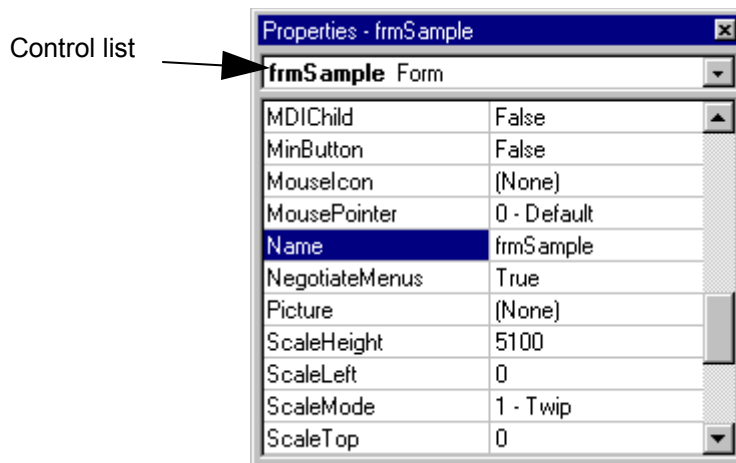 Properties - frmSample
Control list
frmSample Form
MDIChild False
MinButton False
MouseIcon (None)
MousePointer 0 - Default
Name frmSample
NegotiateMenus True
Picture (None)
ScaleHeight 5100
ScaleLeft 0
ScaleMode 1 - Twip
ScaleTop 0